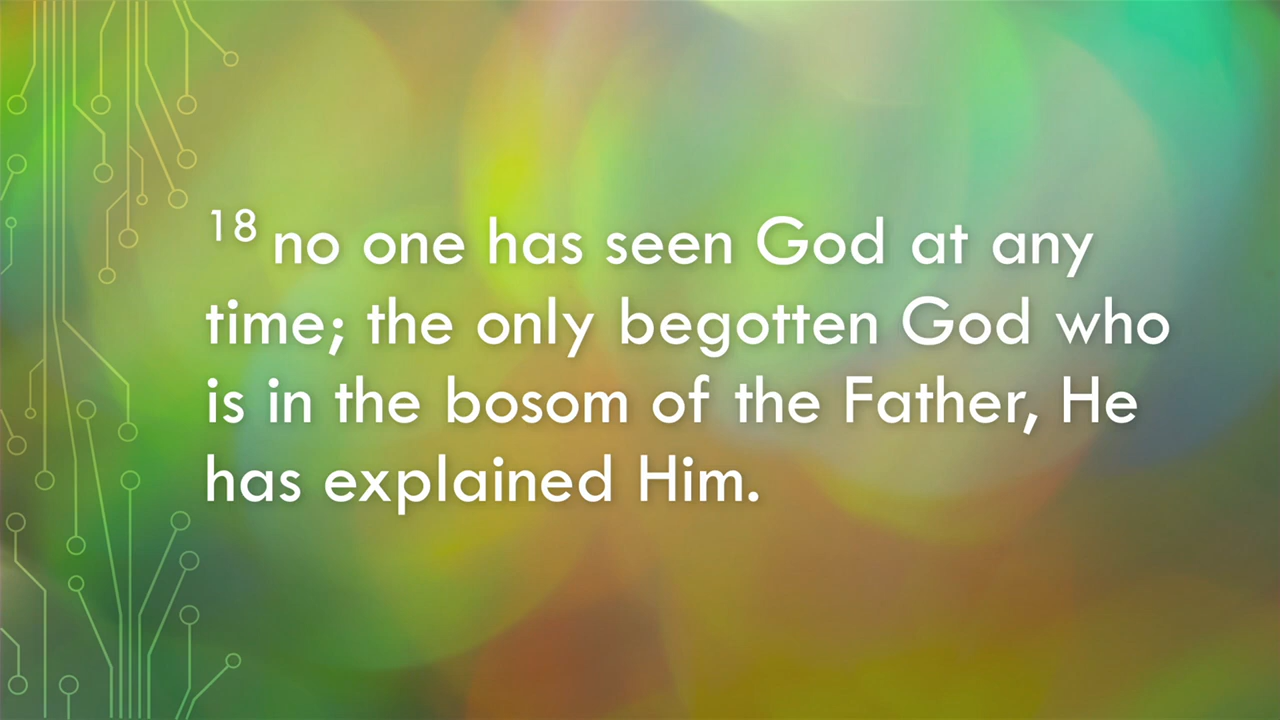 18 no one has seen God at any
time; the only begotten God who
is in the bosom of the Father, He
has explained Him.